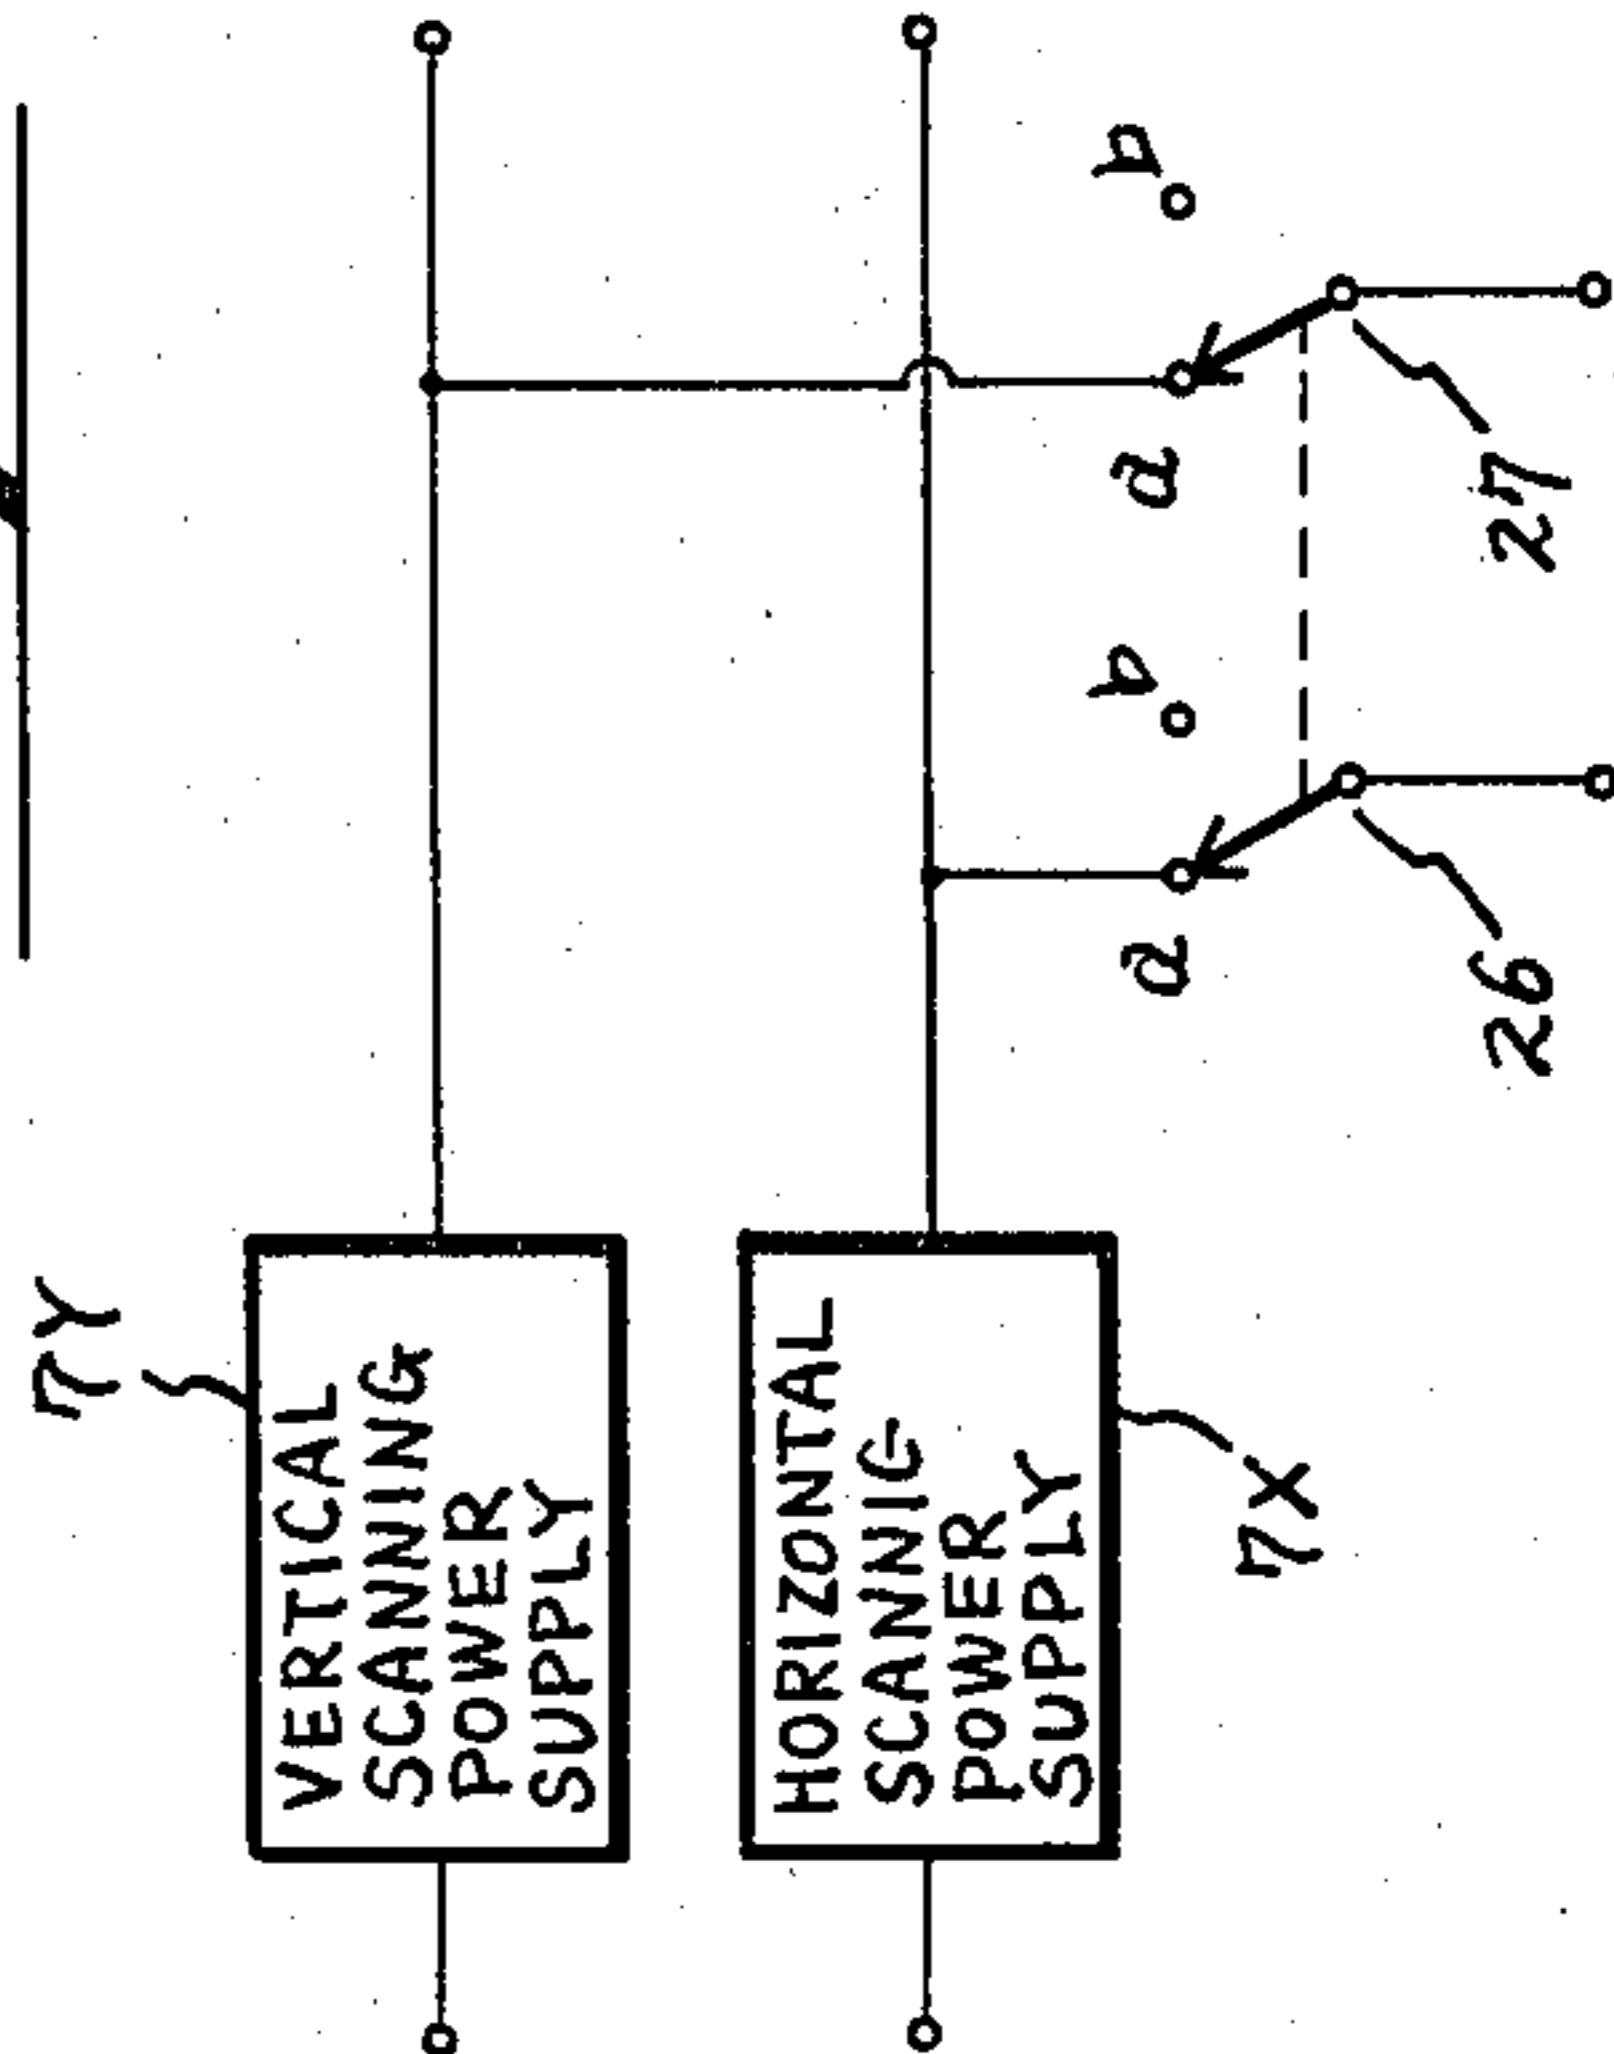 7Y
VERTICAL
SCANNING
POWER
SUPPLY
HORIZONTAL
SCANNIG
POWER
SUPPLY
7X
a
b
a
b
26
27